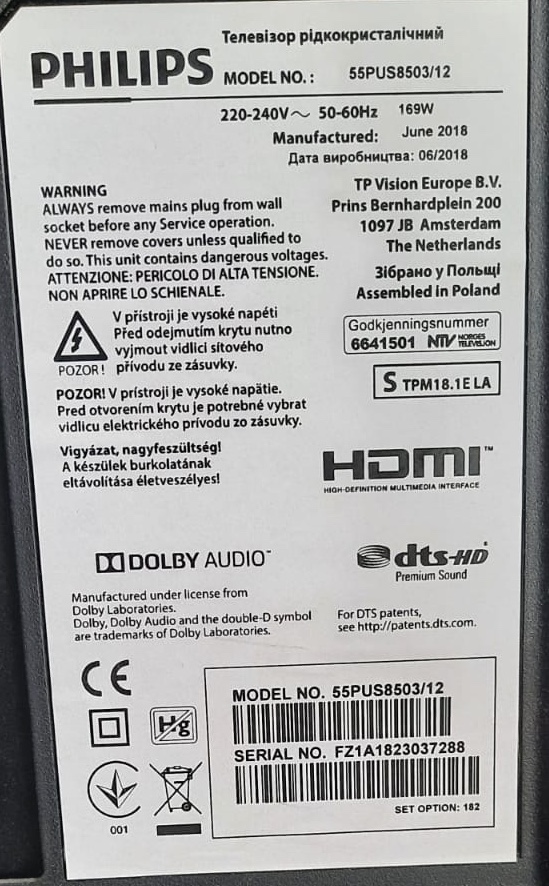 Телевізор рідкокристалічний
PHILIPS MODEL NO.: 55PUS8503/12
220-240V～ 50-60Hz 169W
Manufactured: June 2018
Дата виробництва: 06/2018
WARNING
ALWAYS remove mains plug from wall
socket before any Service operation.
NEVER remove covers unless qualified to
do so. This unit contains dangerous voltages.
ATTENZIONE: PERICOLO DI ALTA TENSIONE.
NON APRIRE LO SCHIENALE.
TP Vision Europe B.V.
Prins Bernhardplein 200
1097 JB Amsterdam
The Netherlands
Зібрано у Польщі
Assembled in Poland
V přístroji je vysoké napěti
Před odejmutím krytu nutno
vyjmout vidlici sítového
POZOR! přívodu ze zásuvky.
Godkjenningsnummer
6641501 NTV NORGES
TELEVISJON
POZOR! V prístroji je vysoké napätie.
Pred otvorením krytu je potrebné vybrat
vidlicu elektrického prívodu zo zásuvky.
S TPM18.1E LA
Vigyázat, nagyfeszültség!
A készülek burkolatának
eltávolítása életveszélyes!
HDMI™
HIGH-DEFINITION MULTIMEDIA INTERFACE
DOLBY AUDIO™
dts-HD
Premium Sound
Manufactured under license from
Dolby Laboratories.
Dolby, Dolby Audio and the double-D symbol
are trademarks of Dolby Laboratories.
For DTS patents,
see http://patents.dts.com.
CE
Hg
001
MODEL NO. 55PUS8503/12
SERIAL NO. FZ1A1823037288
SET OPTION: 182